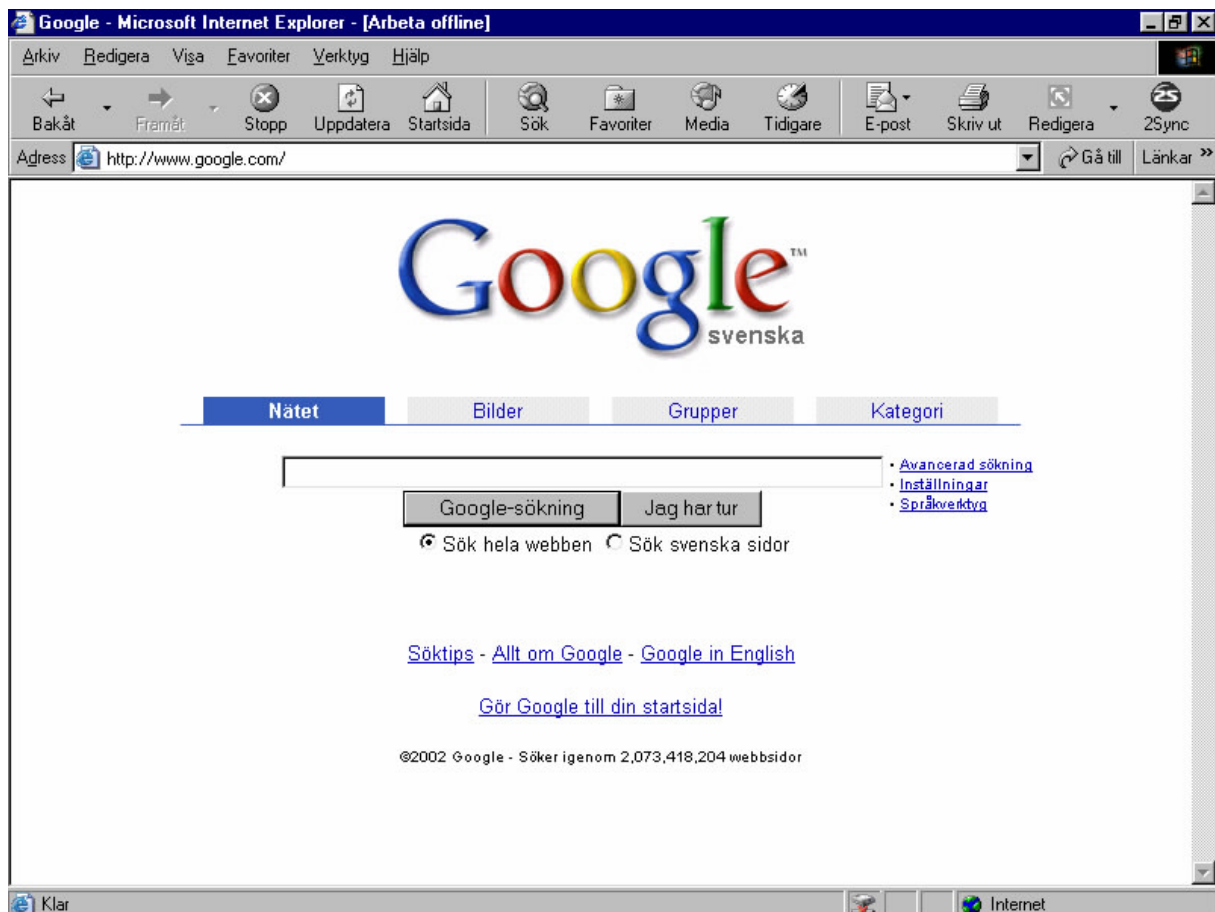 Google - Microsoft Internet Explorer - [Arbeta offline]
Arkiv Redigera Visa Favoriter Verktyg Hjälp
Bakåt Framåt Stopp Uppdatera Startsida Sök Favoriter Media Tidigare E-post Skriv ut Redigera 2Sync
Adress http://www.google.com/ Gå till Länkar »
Google™
svenska
Nätet Bilder Grupper Kategori
• Avancerad sökning
• Inställningar
• Språkverktyg
Google-sökning Jag har tur
Sök hela webben Sök svenska sidor
Söktips - Allt om Google - Google in English
Gör Google till din startsida!
©2002 Google - Söker igenom 2,073,418,204 webbsidor
Klar Internet